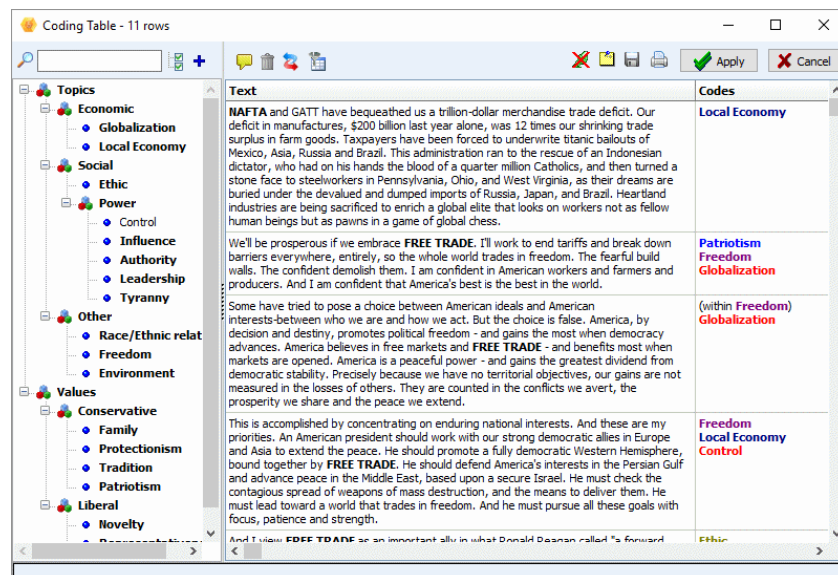 Coding Table - 11 rows
Apply
Cancel
Topics
Economic
Globalization
Local Economy
Social
Ethic
Power
Control
Influence
Authority
Leadership
Tyranny
Other
Race/Ethnic relat
Freedom
Environment
Values
Conservative
Family
Protectionism
Tradition
Patriotism
Liberal
Novelty
Text
Codes
NAFTA and GATT have bequeathed us a trillion-dollar merchandise trade deficit. Our
deficit in manufactures, $200 billion last year alone, was 12 times our shrinking trade
surplus in farm goods. Taxpayers have been forced to underwrite titanic bailouts of
Mexico, Asia, Russia and Brazil. This administration ran to the rescue of an Indonesian
dictator, who had on his hands the blood of a quarter million Catholics, and then turned a
stone face to steelworkers in Pennsylvania, Ohio, and West Virginia, as their dreams are
buried under the devalued and dumped imports of Russia, Japan, and Brazil. Heartland
industries are being sacrificed to enrich a global elite that looks on workers not as fellow
human beings but as pawns in a game of global chess.
Local Economy
We'll be prosperous if we embrace FREE TRADE. I'll work to end tariffs and break down
barriers everywhere, entirely, so the whole world trades in freedom. The fearful build
walls. The confident demolish them. I am confident in American workers and farmers and
producers. And I am confident that America's best is the best in the world.
Patriotism
Freedom
Globalization
Some have tried to pose a choice between American ideals and American
interests-between who we are and how we act. But the choice is false. America, by
decision and destiny, promotes political freedom - and gains the most when democracy
advances. America believes in free markets and FREE TRADE - and benefits most when
markets are opened. America is a peaceful power - and gains the greatest dividend from
democratic stability. Precisely because we have no territorial objectives, our gains are not
measured in the losses of others. They are counted in the conflicts we avert, the
prosperity we share and the peace we extend.
(within Freedom)
Globalization
This is accomplished by concentrating on enduring national interests. And these are my
priorities. An American president should work with our strong democratic allies in Europe
and Asia to extend the peace. He should promote a fully democratic Western Hemisphere,
bound together by FREE TRADE. He should defend America's interests in the Persian Gulf
and advance peace in the Middle East, based upon a secure Israel. He must check the
contagious spread of weapons of mass destruction, and the means to deliver them. He
must lead toward a world that trades in freedom. And he must pursue all these goals with
focus, patience and strength.
Freedom
Local Economy
Control
And I view FREE TRADE as an important ally in what Ronald Reagan called "a forward
Ethic